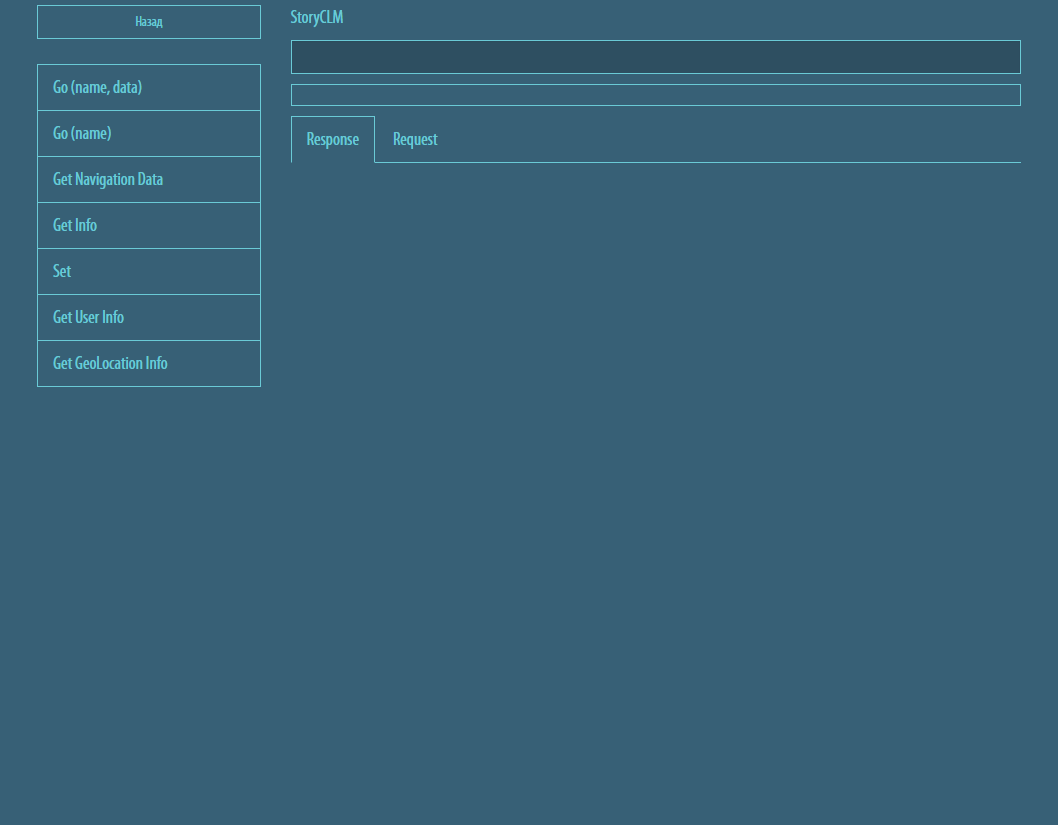 Назад
Go (name, data)
Go (name)
Get Navigation Data
Get Info
Set
Get User Info
Get GeoLocation Info
StoryCLM
Response
Request